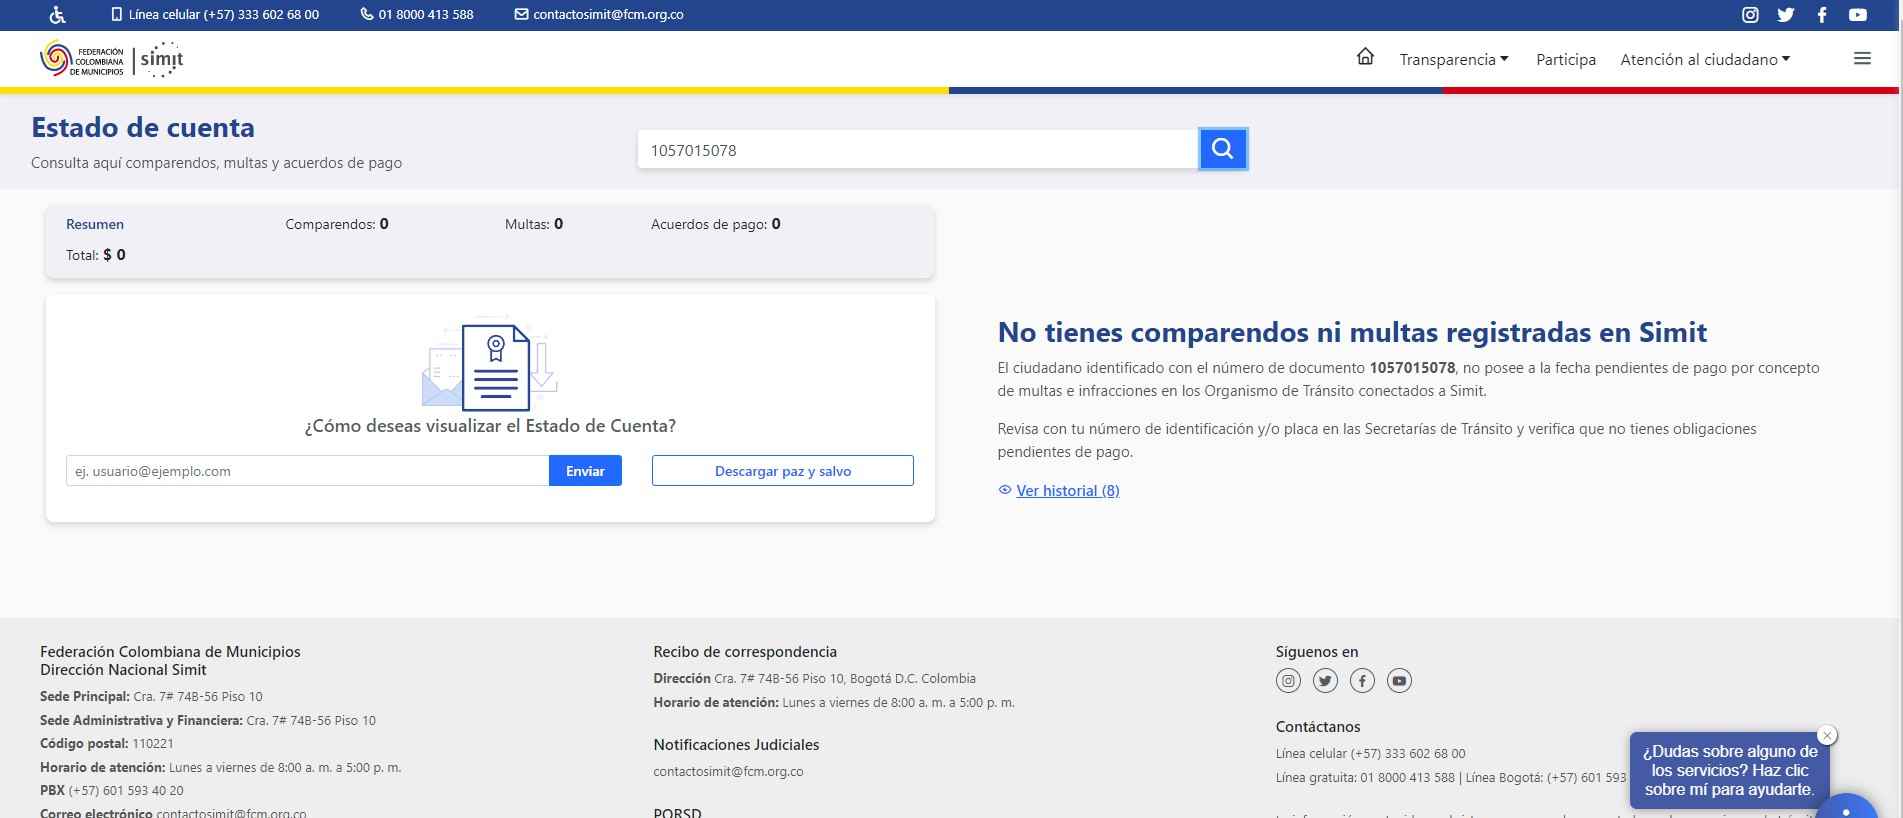 Línea celular (+57) 333 602 68 00 01 8000 413 588 contactosimit@fcm.org.co
FEDERACIÓN
COLOMBIANA
DE MUNICIPIOS
simit
Transparencia Participa Atención al ciudadano
Estado de cuenta
Consulta aquí comparendos, multas y acuerdos de pago
1057015078
Resumen Comparendos: 0 Multas: 0 Acuerdos de pago: 0
Total: $ 0
¿Cómo deseas visualizar el Estado de Cuenta?
ej. usuario@ejemplo.com Enviar Descargar paz y salvo
No tienes comparendos ni multas registradas en Simit
El ciudadano identificado con el número de documento 1057015078, no posee a la fecha pendientes de pago por concepto
de multas e infracciones en los Organismo de Tránsito conectados a Simit.
Revisa con tu número de identificación y/o placa en las Secretarías de Tránsito y verifica que no tienes obligaciones
pendientes de pago.
Ver historial (8)
Federación Colombiana de Municipios
Dirección Nacional Simit
Sede Principal: Cra. 7# 74B-56 Piso 10
Sede Administrativa y Financiera: Cra. 7# 74B-56 Piso 10
Código postal: 110221
Horario de atención: Lunes a viernes de 8:00 a. m. a 5:00 p. m.
PBX (+57) 601 593 40 20
Correo electrónico contactosimit@fcm.org.co
Recibo de correspondencia
Dirección Cra. 7# 74B-56 Piso 10, Bogotá D.C. Colombia
Horario de atención: Lunes a viernes de 8:00 a. m. a 5:00 p. m.
Notificaciones Judiciales
contactosimit@fcm.org.co
PQRSD
Síguenos en
Contáctanos
Línea celular (+57) 333 602 68 00
Línea gratuita: 01 8000 413 588 | Línea Bogotá: (+57) 601 593
¿Dudas sobre alguno de
los servicios? Haz clic
sobre mí para ayudarte.